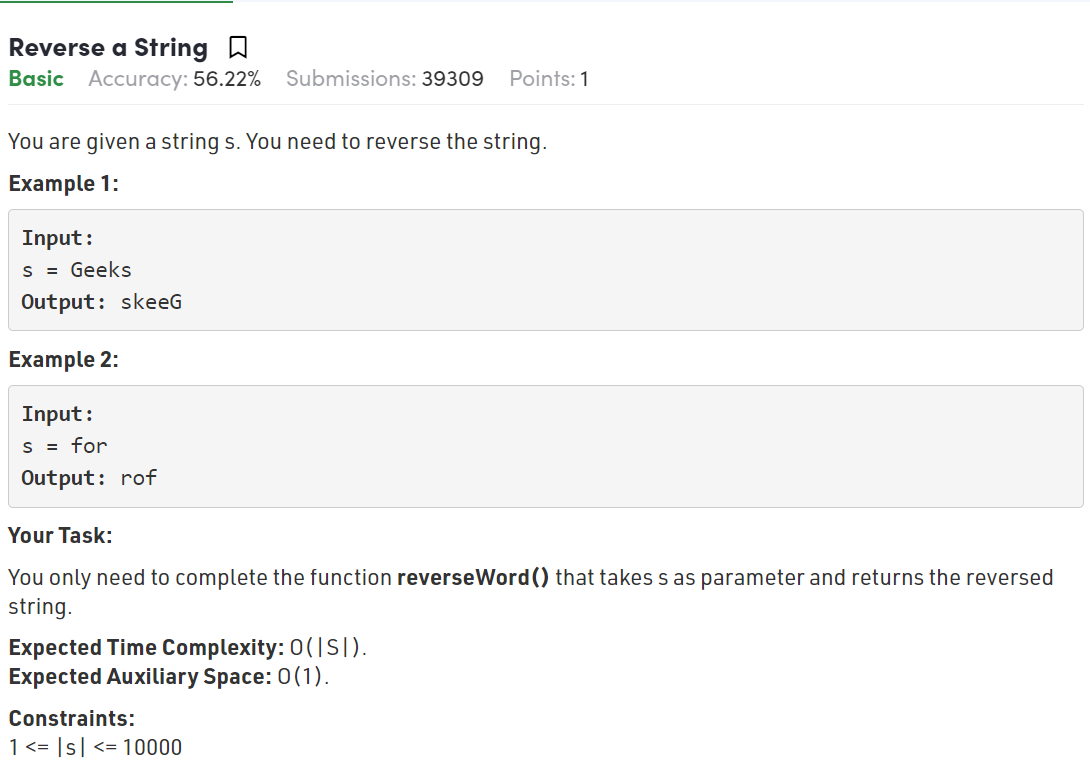 Reverse a String
Basic Accuracy: 56.22% Submissions: 39309 Points: 1
You are given a string s. You need to reverse the string.
Example 1:
Input:
s = Geeks
Output: skeeG
Example 2:
Input:
s = for
Output: rof
Your Task:
You only need to complete the function reverseWord() that takes s as parameter and returns the reversed
string.
Expected Time Complexity: O(|S|).
Expected Auxiliary Space: O(1).
Constraints:
1 <= |s| <= 10000